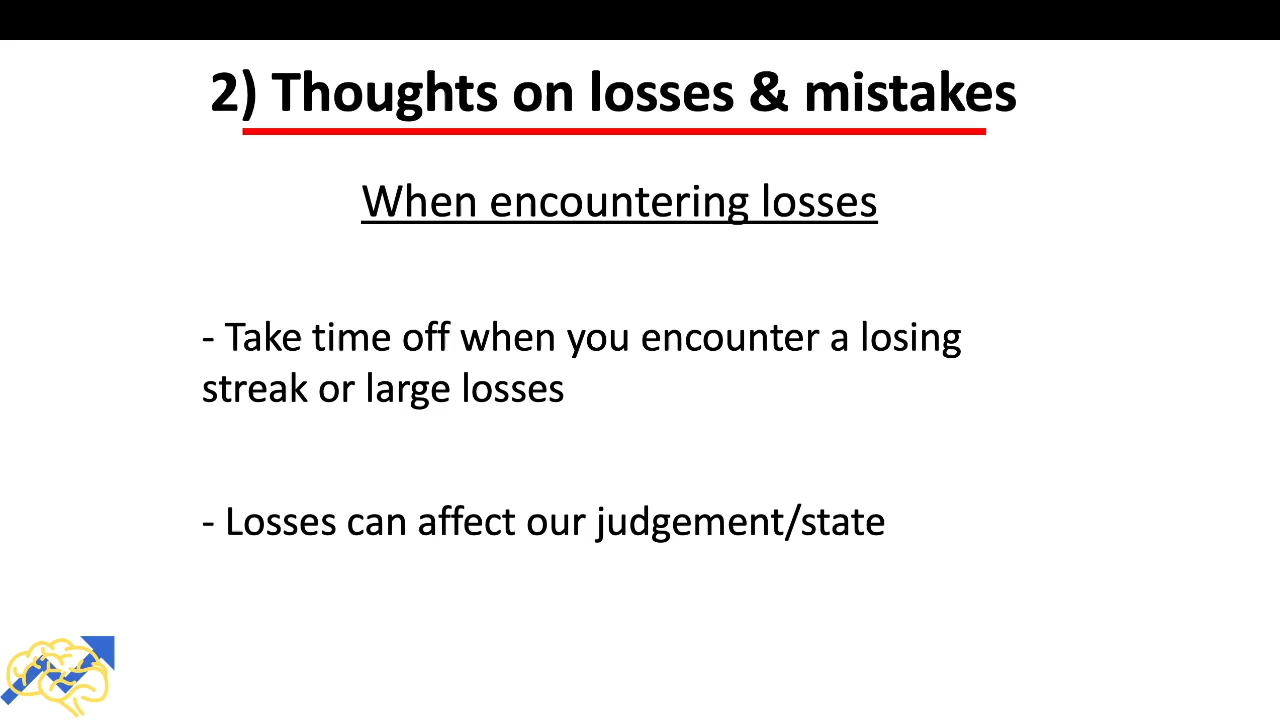 2) Thoughts on losses & mistakes
When encountering losses
- Take time off when you encounter a losing
streak or large losses
- Losses can affect our judgement/state